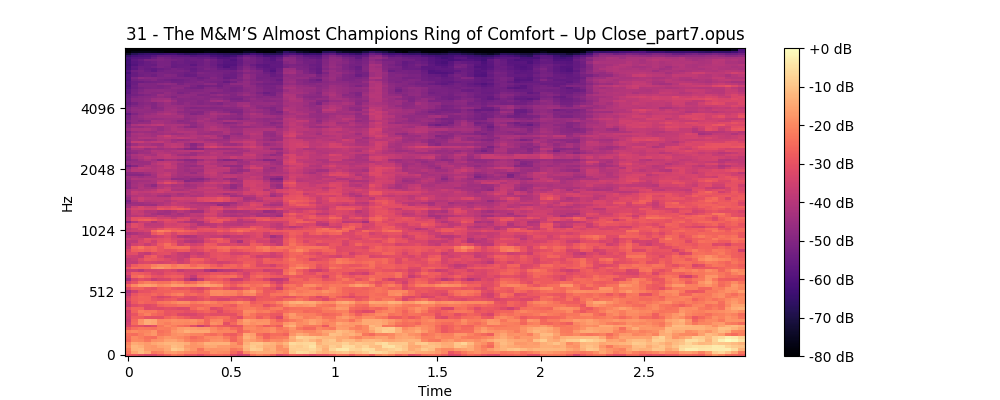 31 - The M&M’S Almost Champions Ring of Comfort – Up Close_part7.opus
Hz
4096
2048
1024
512
0
0
0.5
1
1.5
2
2.5
Time
+0 dB
-10 dB
-20 dB
-30 dB
-40 dB
-50 dB
-60 dB
-70 dB
-80 dB